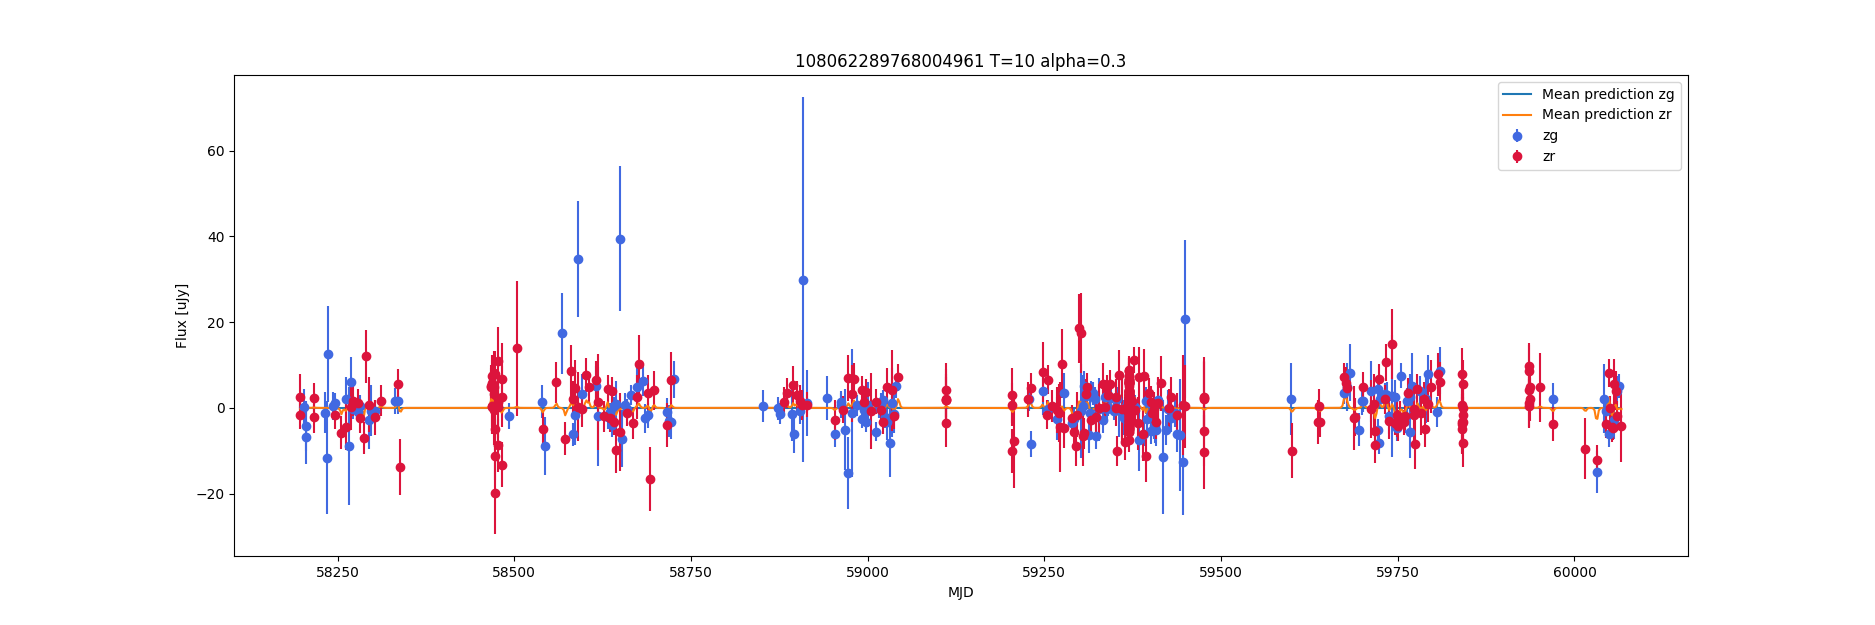 108062289768004961 T=10 alpha=0.3
Mean prediction zg
Mean prediction zr
zg
zr
60
40
20
0
−20
Flux [uJy]
58250 58500 58750 59000 59250 59500 59750 60000
MJD